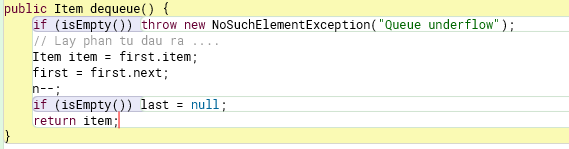 public Item dequeue() {
if (isEmpty()) throw new NoSuchElementException("Queue underflow");
// Lay phan tu dau ra ....
Item item = first.item;
first = first.next;
n--;
if (isEmpty()) last = null;
return item;
}